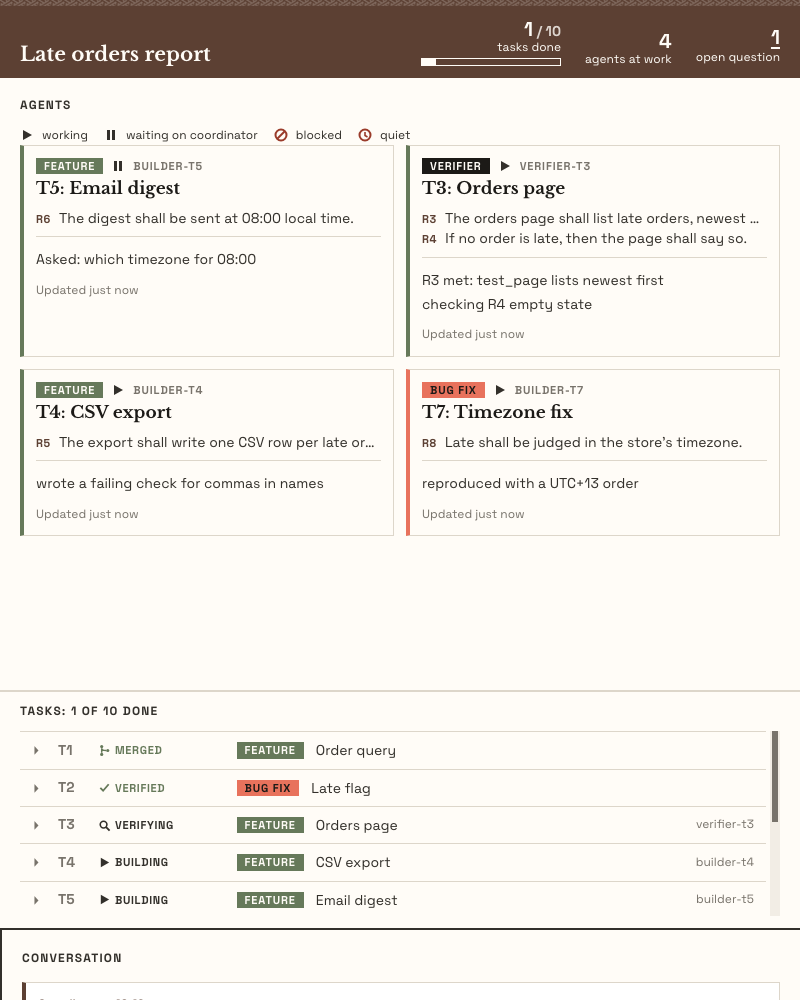 Late orders report
1 / 10
tasks done
4
agents at work
1
open question
AGENTS
working
waiting on coordinator
blocked
quiet
FEATURE BUILDER-T5
T5: Email digest
R6 The digest shall be sent at 08:00 local time.
Asked: which timezone for 08:00
Updated just now
VERIFIER VERIFIER-T3
T3: Orders page
R3 The orders page shall list late orders, newest ...
R4 If no order is late, then the page shall say so.
R3 met: test_page lists newest first
checking R4 empty state
Updated just now
FEATURE BUILDER-T4
T4: CSV export
R5 The export shall write one CSV row per late or...
wrote a failing check for commas in names
Updated just now
BUG FIX BUILDER-T7
T7: Timezone fix
R8 Late shall be judged in the store's timezone.
reproduced with a UTC+13 order
Updated just now
TASKS: 1 OF 10 DONE
T1 MERGED FEATURE Order query
T2 VERIFIED BUG FIX Late flag
T3 VERIFYING FEATURE Orders page verifier-t3
T4 BUILDING FEATURE CSV export builder-t4
T5 BUILDING FEATURE Email digest builder-t5
CONVERSATION